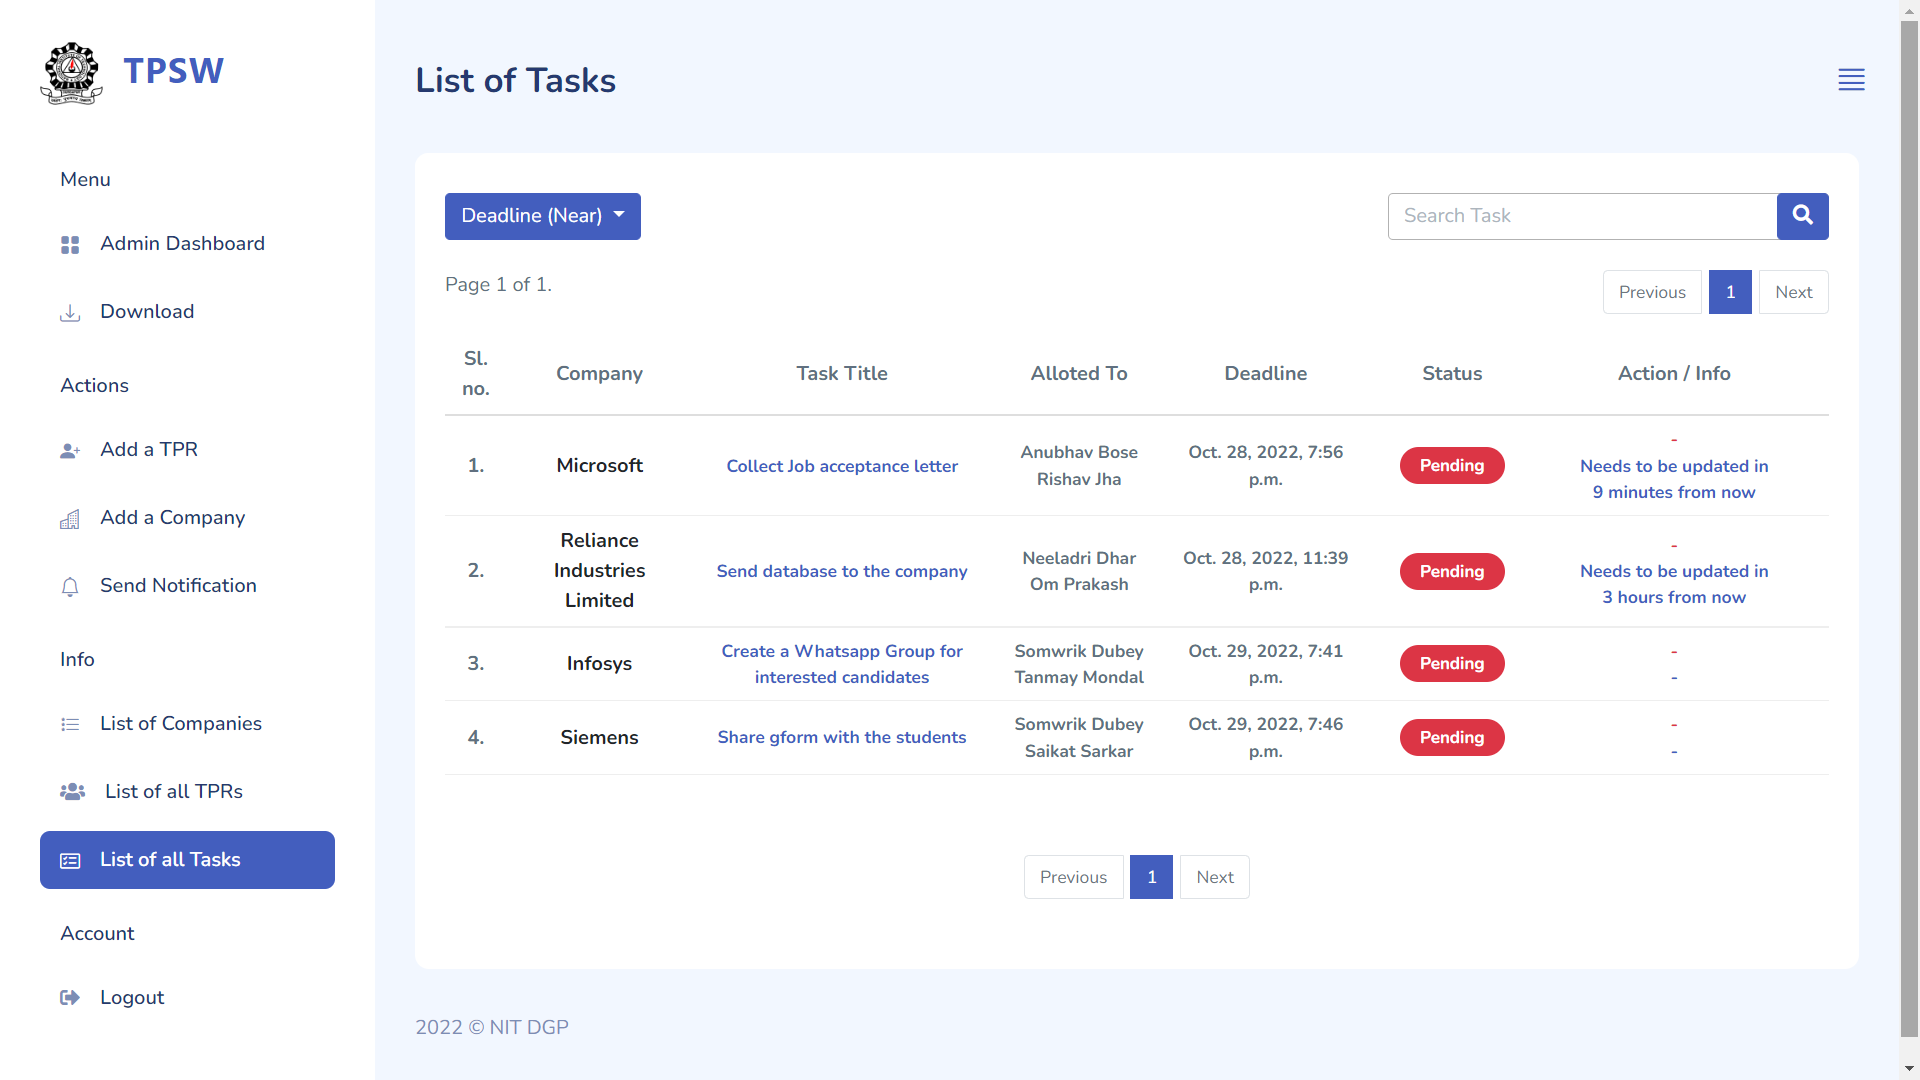 TPSW
Menu
Admin Dashboard
Download
Actions
Add a TPR
Add a Company
Send Notification
Info
List of Companies
List of all TPRs
List of all Tasks
Account
Logout
List of Tasks
Deadline (Near)
Search Task
Page 1 of 1.
Previous 1 Next
Sl.
no.
Company
Task Title
Alloted To
Deadline
Status
Action / Info
1.
Microsoft
Collect Job acceptance letter
Anubhav Bose
Rishav Jha
Oct. 28, 2022, 7:56
p.m.
Pending
-
Needs to be updated in
9 minutes from now
2.
Reliance
Industries
Limited
Send database to the company
Neeladri Dhar
Om Prakash
Oct. 28, 2022, 11:39
p.m.
Pending
-
Needs to be updated in
3 hours from now
3.
Infosys
Create a Whatsapp Group for
interested candidates
Somwrik Dubey
Tanmay Mondal
Oct. 29, 2022, 7:41
p.m.
Pending
-
-
4.
Siemens
Share gform with the students
Somwrik Dubey
Saikat Sarkar
Oct. 29, 2022, 7:46
p.m.
Pending
-
-
Previous 1 Next
2022 © NIT DGP